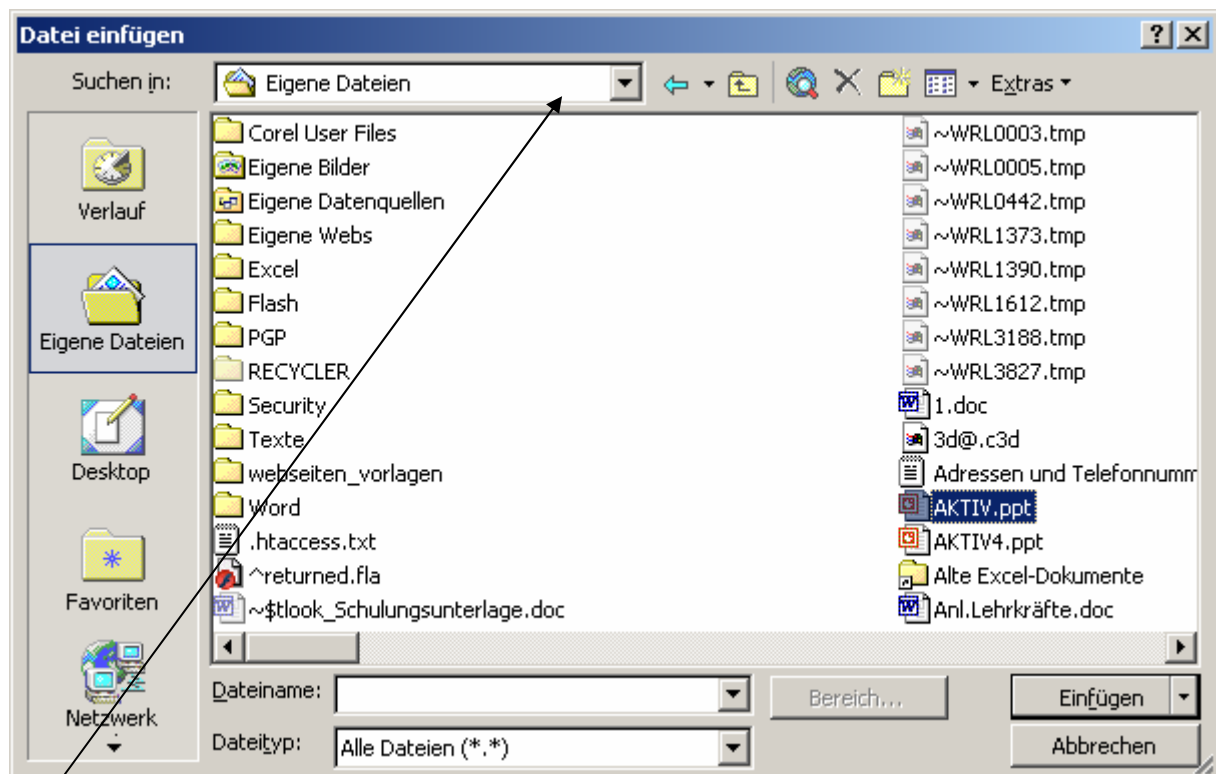 Datei einfügen
Suchen in:
Eigene Dateien
Extras
Verlauf
Eigene Dateien
Desktop
Favoriten
Netzwerk
Corel User Files
Eigene Bilder
Eigene Datenquellen
Eigene Webs
Excel
Flash
PGP
RECYCLER
Security
Texte
webseiten_vorlagen
Word
.htaccess.txt
^returned.fla
~$tlook_Schulungsunterlage.doc
~WRL0003.tmp
~WRL0005.tmp
~WRL0442.tmp
~WRL1373.tmp
~WRL1390.tmp
~WRL1612.tmp
~WRL3188.tmp
~WRL3827.tmp
1.doc
3d@.c3d
Adressen und Telefonnumm
AKTIV.ppt
AKTIV4.ppt
Alte Excel-Dokumente
Anl.Lehrkräfte.doc
Dateiname:
Bereich...
Einfügen
Dateityp:
Alle Dateien (*.*)
Abbrechen